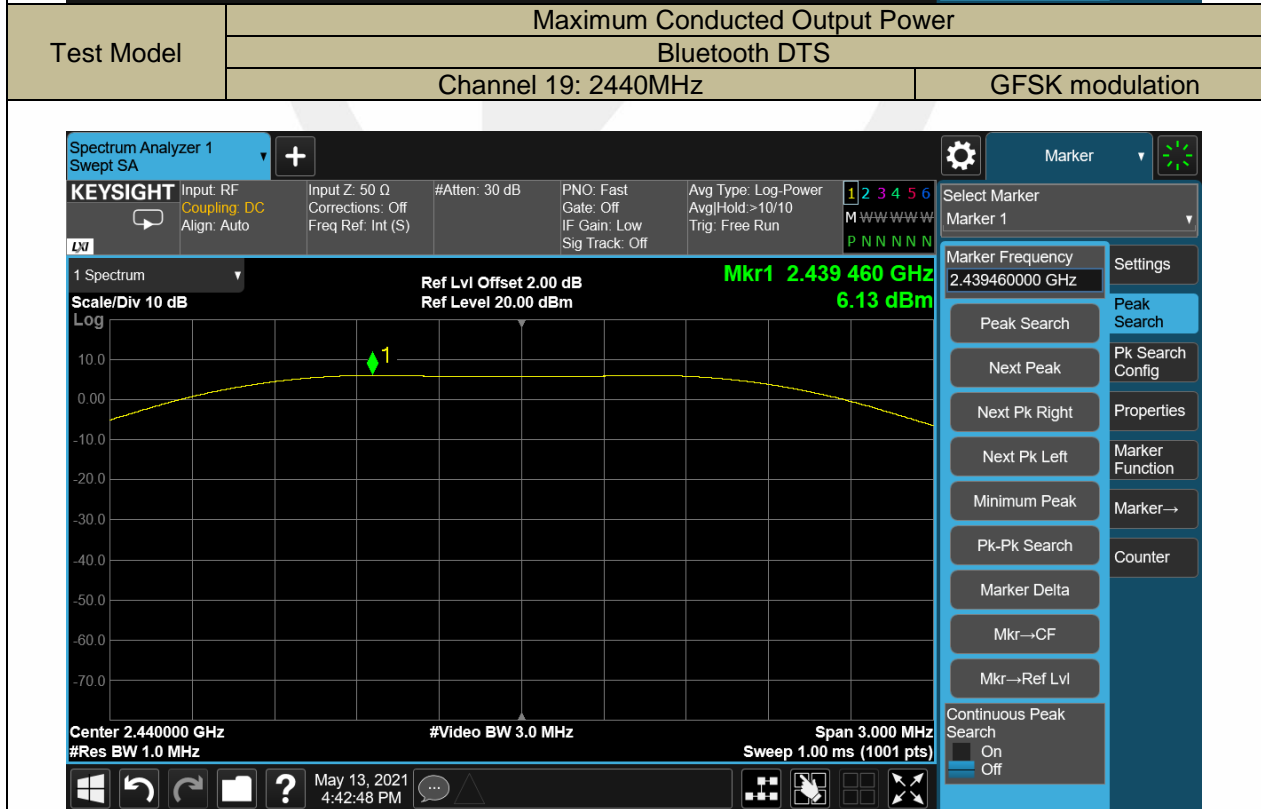 Maximum Conducted Output Power
Test Model
Bluetooth DTS
Channel 19: 2440MHz GFSK modulation
Spectrum Analyzer 1
Swept SA
Marker
KEYSIGHT Input: RF Input Z: 50 Ω #Atten: 30 dB PNO: Fast Avg Type: Log-Power 1 2 3 4 5 6
Coupling: DC Corrections: Off Gate: Off Avg|Hold:>10/10 M W W W W W
Align: Auto Freq Ref: Int (S) IF Gain: Low Trig: Free Run
LXI Sig Track: Off P N N N N N
Select Marker
Marker 1
1 Spectrum Ref Lvl Offset 2.00 dB Mkr1 2.439 460 GHz
Scale/Div 10 dB Ref Level 20.00 dBm 6.13 dBm
Log
1
10.0
0.00
-10.0
-20.0
-30.0
-40.0
-50.0
-60.0
-70.0
Center 2.440000 GHz #Video BW 3.0 MHz Span 3.000 MHz
#Res BW 1.0 MHz Sweep 1.00 ms (1001 pts)
Marker Frequency
2.439460000 GHz
Peak Search
Next Peak
Next Pk Right
Next Pk Left
Minimum Peak
Pk-Pk Search
Marker Delta
Mkr→CF
Mkr→Ref Lvl
Continuous Peak
Search
On
Off
Settings
Peak
Search
Pk Search
Config
Properties
Marker
Function
Marker→
Counter
? May 13, 2021
4:42:48 PM